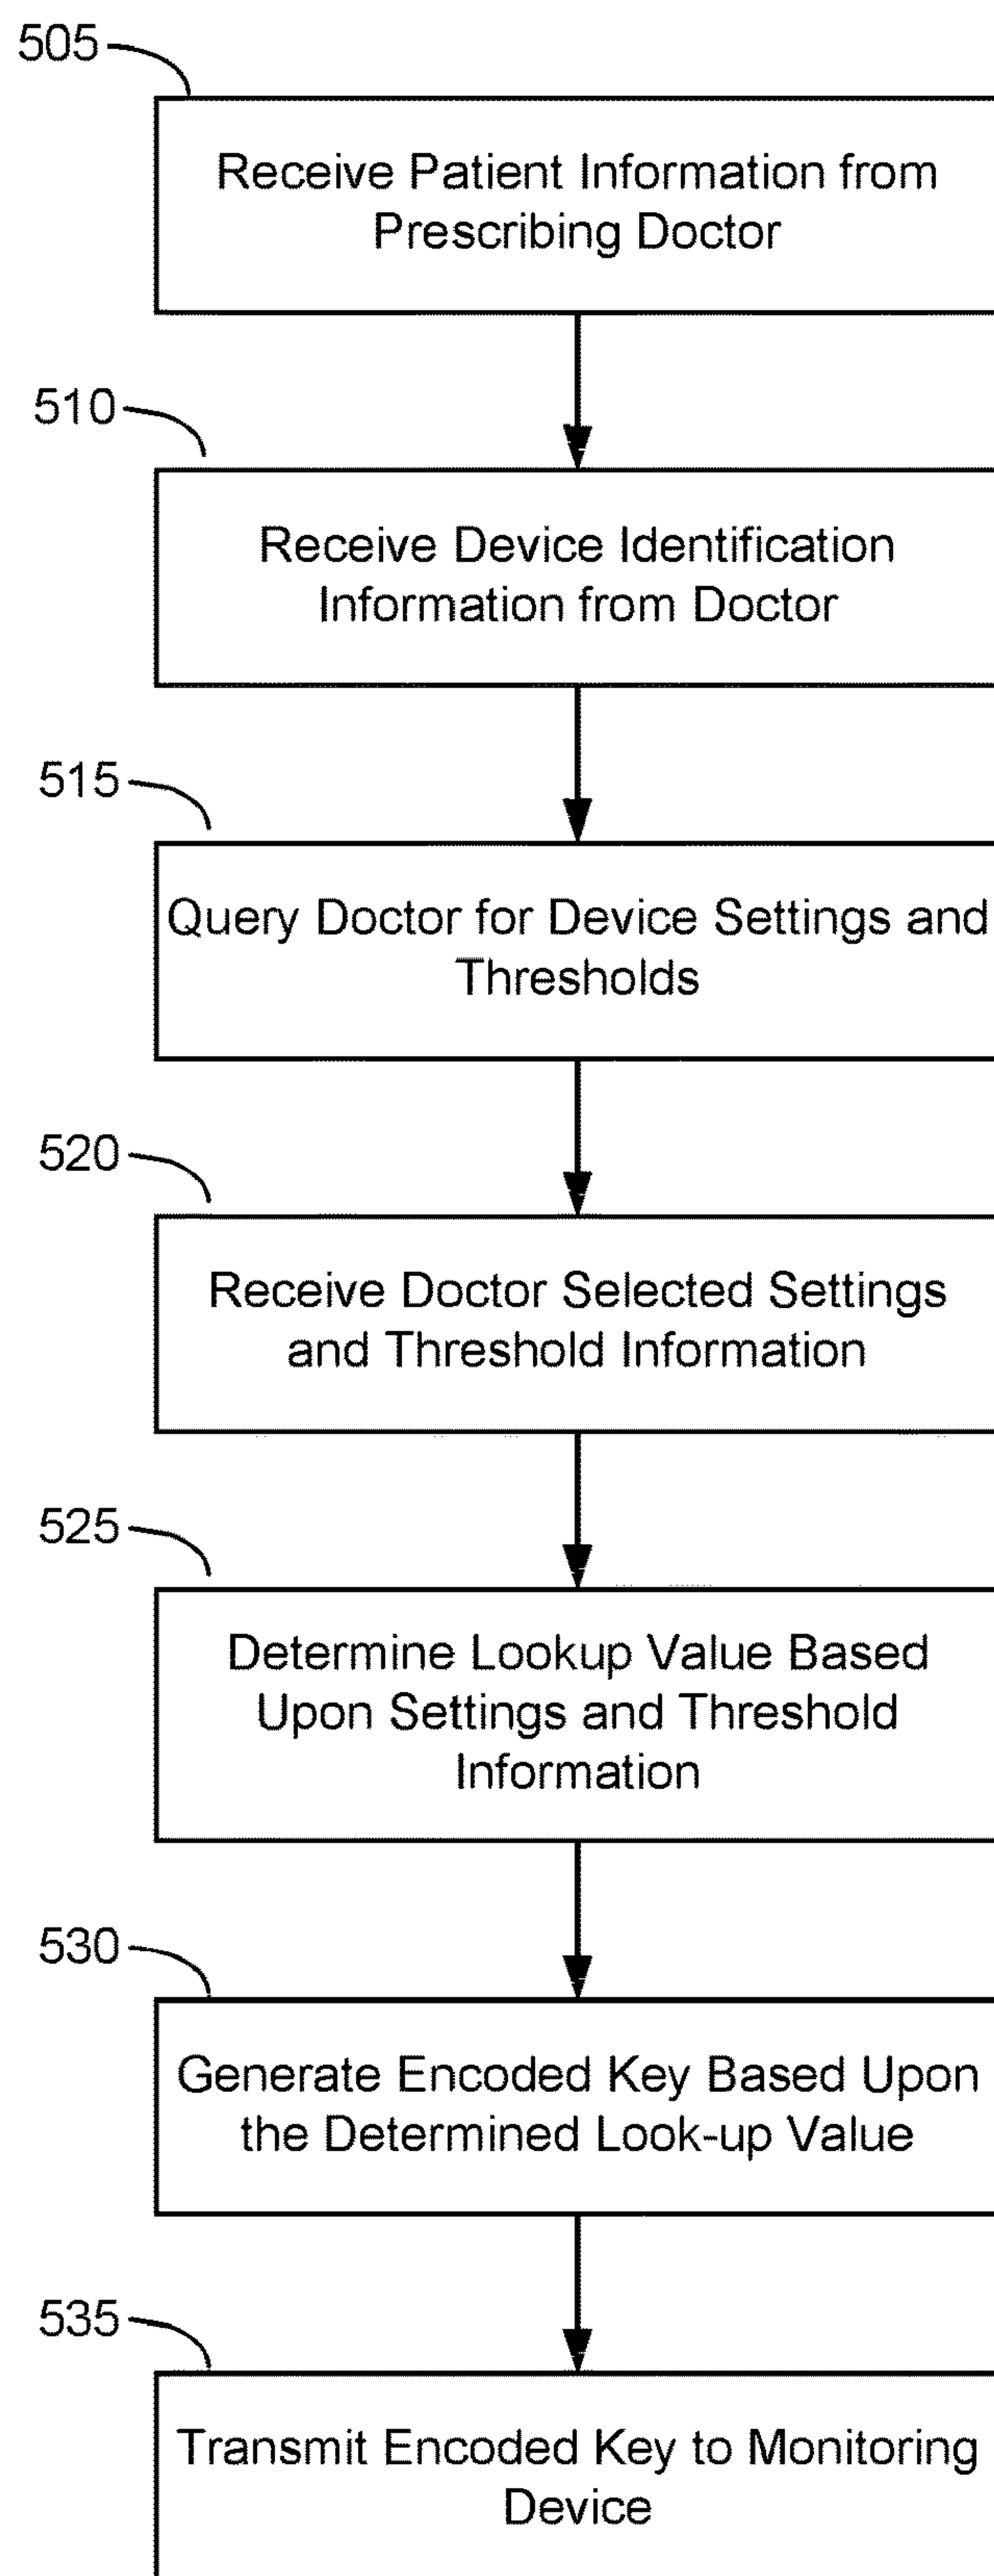 505
Receive Patient Information from
Prescribing Doctor
510
Receive Device Identification
Information from Doctor
515
Query Doctor for Device Settings and
Thresholds
520
Receive Doctor Selected Settings
and Threshold Information
525
Determine Lookup Value Based
Upon Settings and Threshold
Information
530
Generate Encoded Key Based Upon
the Determined Look-up Value
535
Transmit Encoded Key to Monitoring
Device